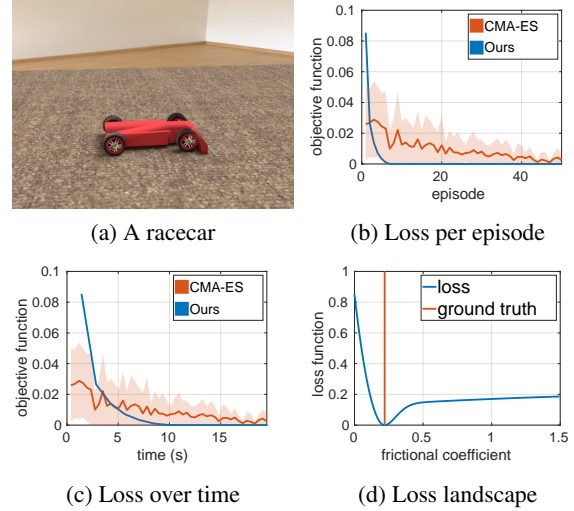 (a) A racecar
0.1
0.08
0.06
0.04
0.02
0
objective function
CMA-ES
Ours
0 20 40
episode
(b) Loss per episode
0.1
0.08
0.06
0.04
0.02
0
objective function
CMA-ES
Ours
0 5 10 15
time (s)
(c) Loss over time
1
0.8
0.6
0.4
0.2
0
loss function
loss
ground truth
0 0.5 1 1.5
frictional coefficient
(d) Loss landscape